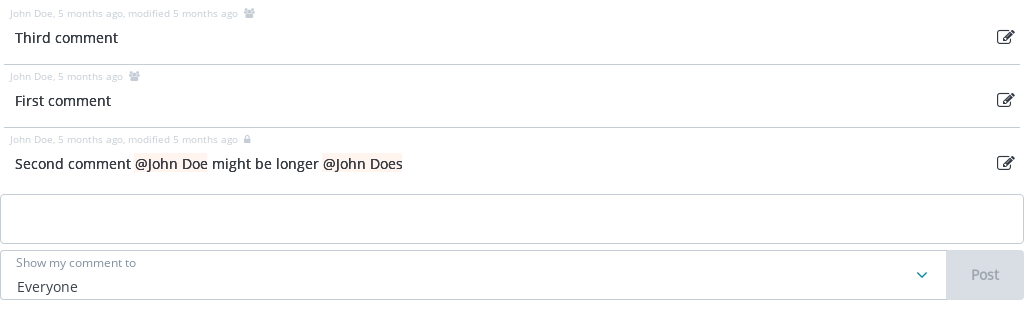 John Doe, 5 months ago, modified 5 months ago
Third comment
John Doe, 5 months ago
First comment
John Doe, 5 months ago, modified 5 months ago
Second comment @John Doe might be longer @John Does
Show my comment to
Everyone
Post